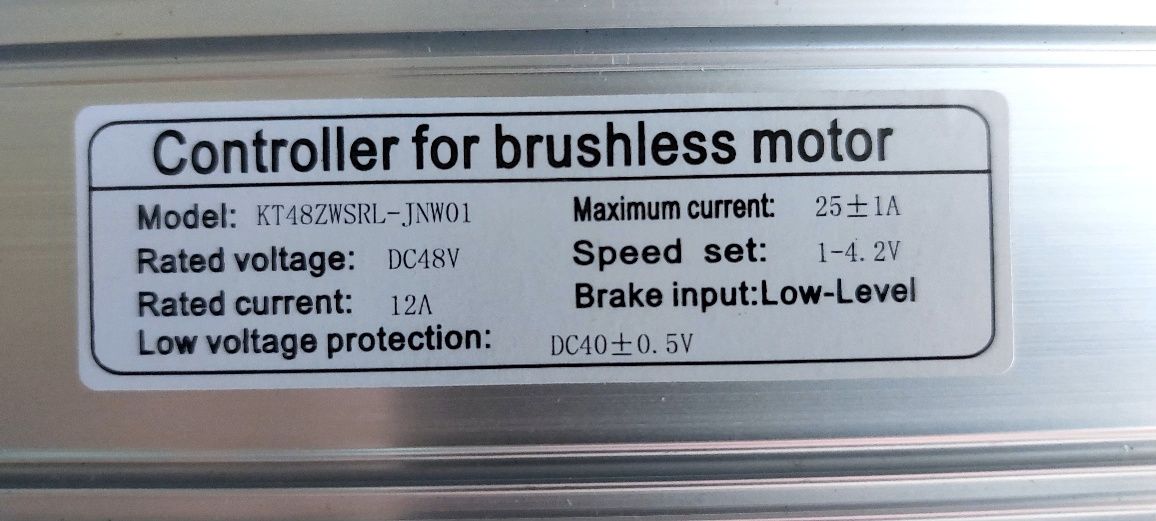 Controller for brushless motor
Model: KT48ZWSRL-JNW01
Maximum current: 25±1A
Rated voltage: DC48V
Speed set: 1-4.2V
Rated current: 12A
Brake input:Low-Level
Low voltage protection: DC40±0.5V